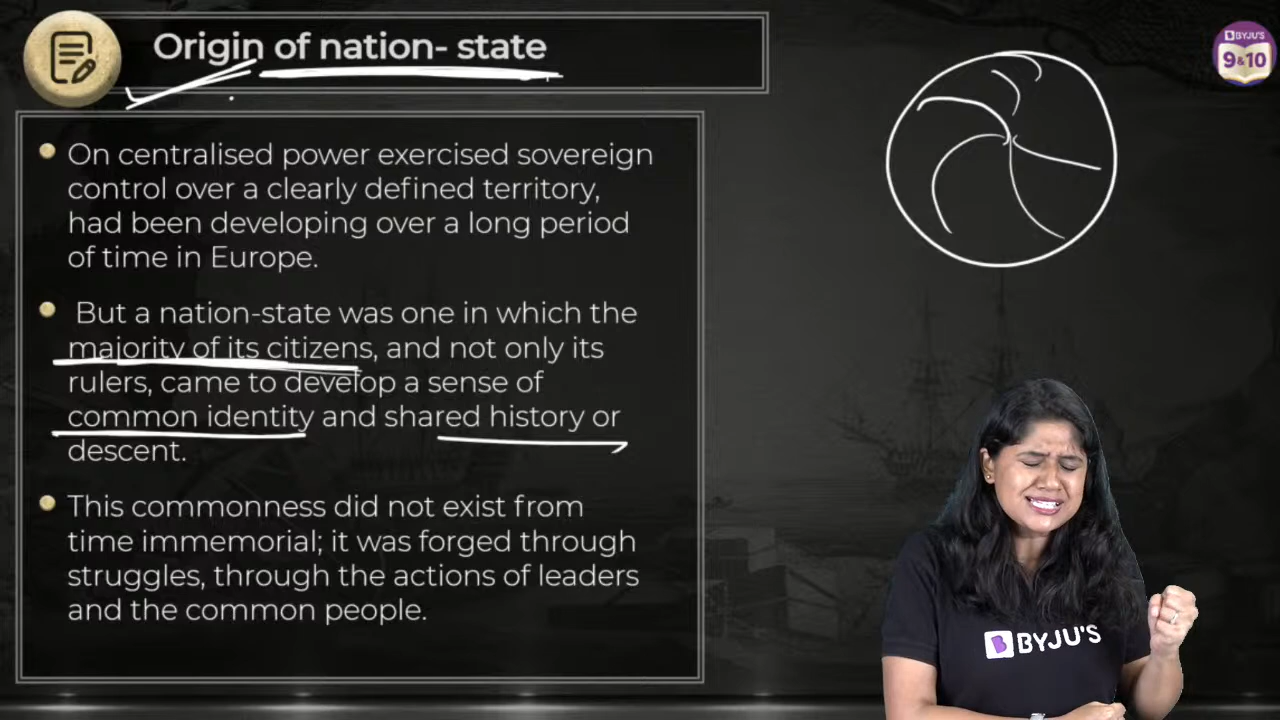 Origin of nation- state
BYJU'S
9&10
On centralised power exercised sovereign
control over a clearly defined territory,
had been developing over a long period
of time in Europe.
But a nation-state was one in which the
majority of its citizens, and not only its
rulers, came to develop a sense of
common identity and shared history or
descent.
This commonness did not exist from
time immemorial; it was forged through
struggles, through the actions of leaders
and the common people.
BYJU'S